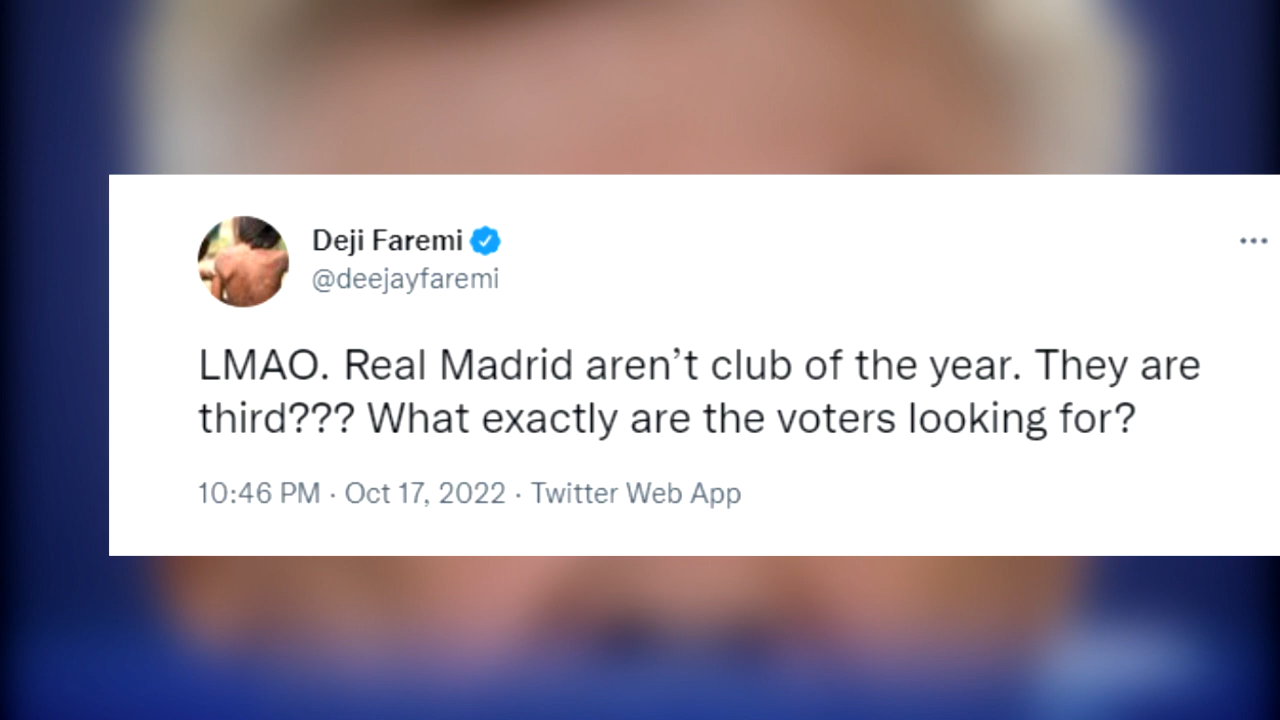 Deji Faremi
@deejayfaremi
LMAO. Real Madrid aren’t club of the year. They are
third??? What exactly are the voters looking for?
10:46 PM · Oct 17, 2022 · Twitter Web App